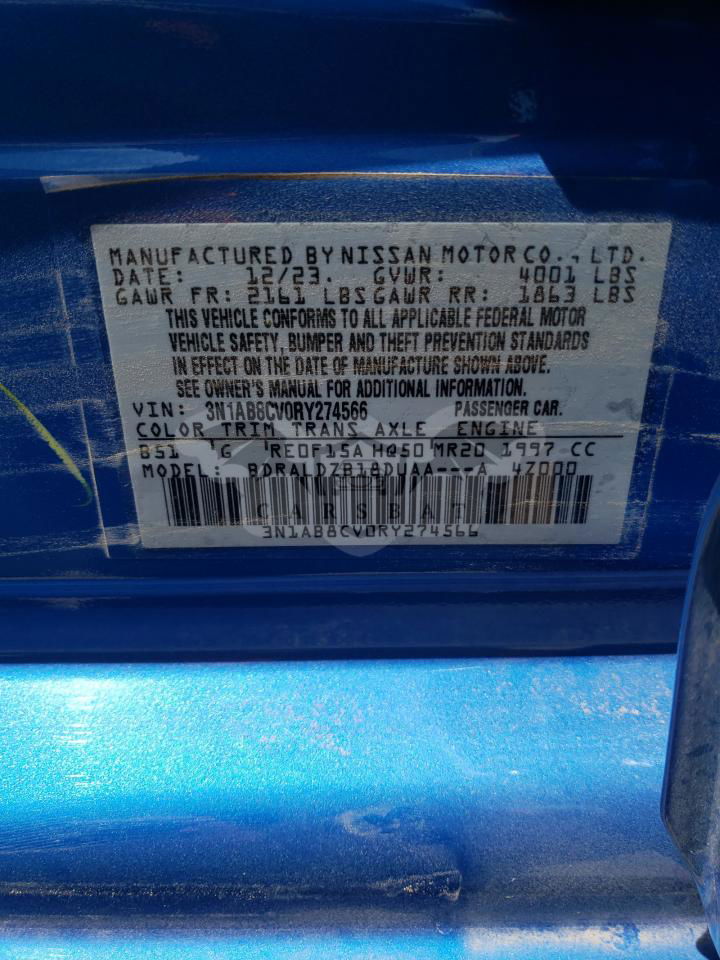 MANUFACTURED BY NISSAN MOTOR CO., LTD.
DATE: 12/23. GVWR: 4001 LBS
GAWR FR: 2161 LBS GAWR RR: 1863 LBS
THIS VEHICLE CONFORMS TO ALL APPLICABLE FEDERAL MOTOR
VEHICLE SAFETY, BUMPER AND THEFT PREVENTION STANDARDS
IN EFFECT ON THE DATE OF MANUFACTURE SHOWN ABOVE.
SEE OWNER'S MANUAL FOR ADDITIONAL INFORMATION.
VIN: 3N1AB8CV0RY274566 PASSENGER CAR.
COLOR TRIM TRANS AXLE ENGINE
B51 G RE0F15A H@50 MR20 1997 CC
MODEL: BDRALDZB18DUAA---A 4Z000
CARSBAT
3N1AB8CV0RY274566